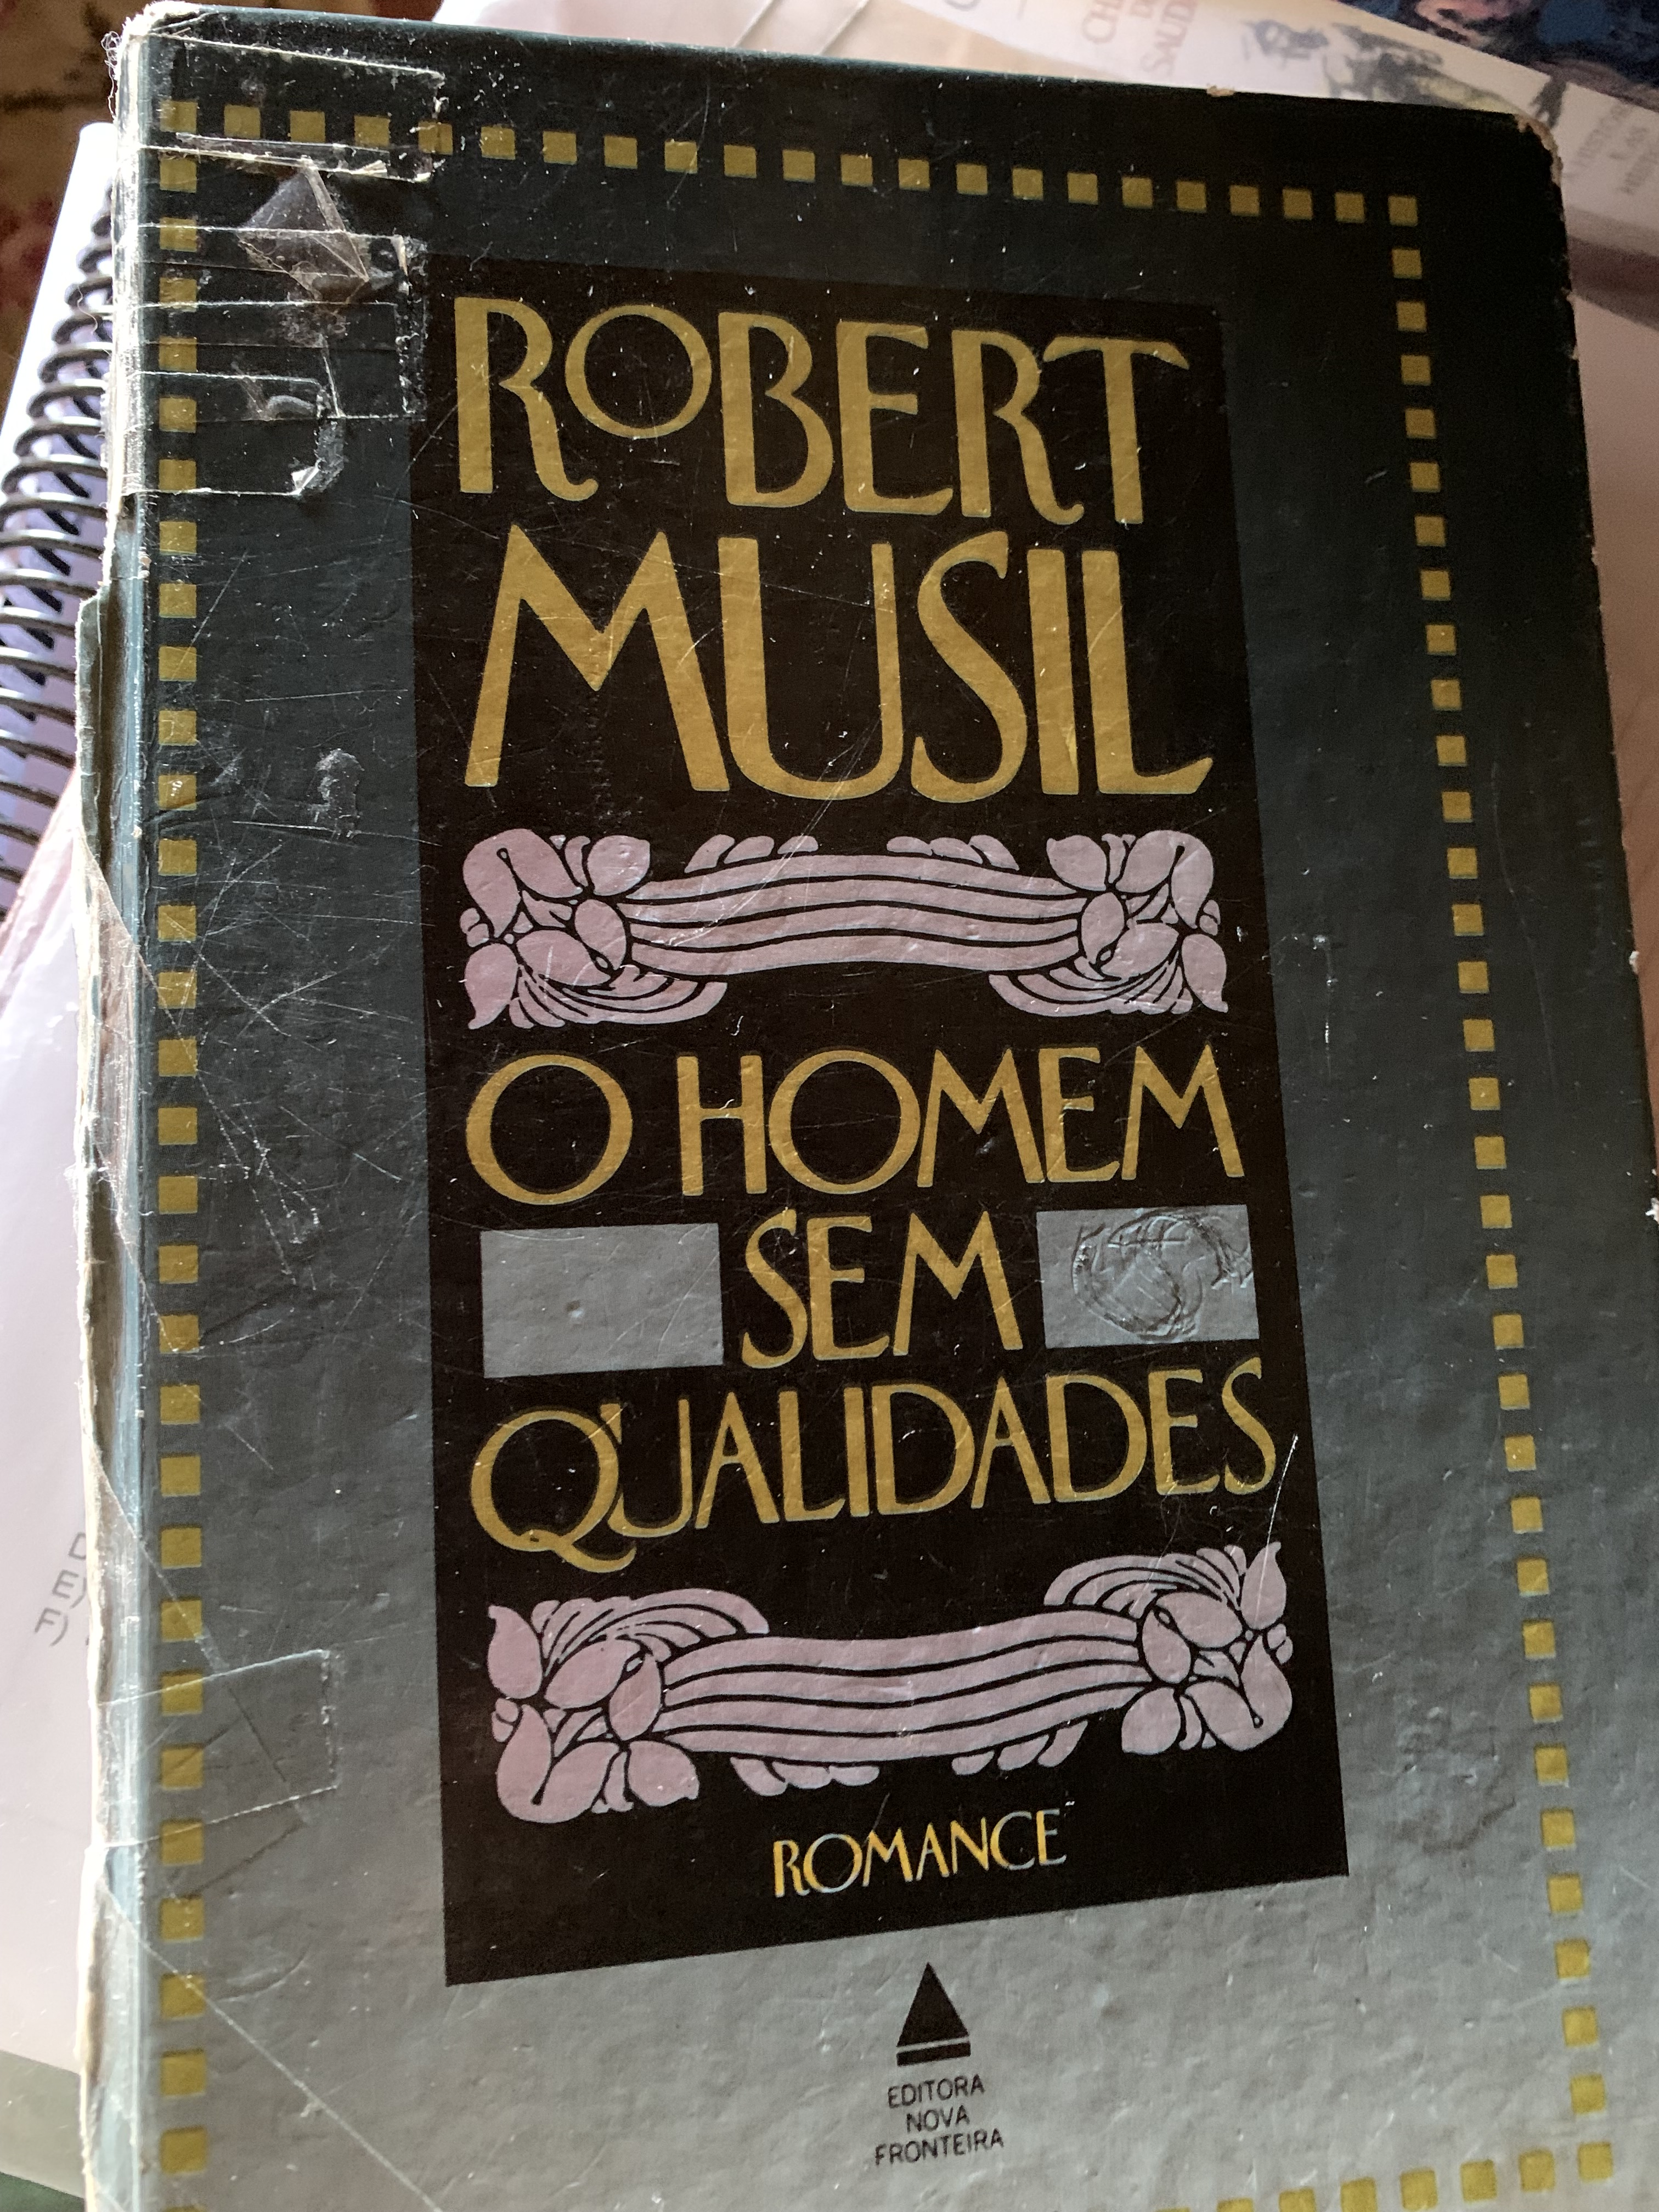 ROBERT
MUSIL
O HOMEM
SEM
QUALIDADES
ROMANCE
EDITORA
NOVA
FRONTEIRA